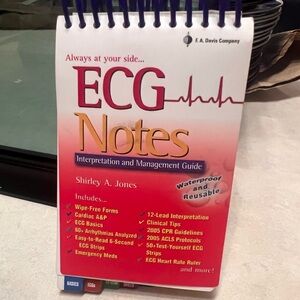 F. A. Davis Company
Always at your side...
ECG
Notes
Interpretation and Management Guide
Shirley A. Jones
Waterproof
and
Reusable
Includes...
✓ Wipe-Free Forms
✓ Cardiac A&P
✓ ECG Basics
✓ 60+ Arrhythmias Analyzed
✓ Easy-to-Read 6-Second
ECG Strips
✓ Emergency Meds
✓ 12-Lead Interpretation
✓ Clinical Tips
✓ 2005 CPR Guidelines
✓ 2005 ACLS Protocols
✓ 50+Test-Yourself ECG
Strips
✓ ECG Heart Rate Ruler
and more!
BASICS
ECGs